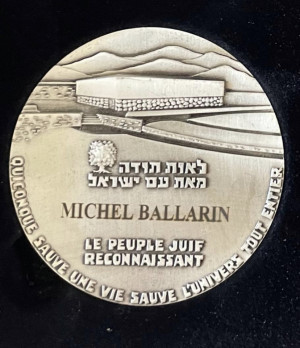 לאות תודה
מאת עם ישראל
MICHEL BALLARIN
LE PEUPLE JUIF
RECONNAISSANT
QUICONQUE SAUVE UNE VIE SAUVE L'UNIVERS TOUT ENTIER